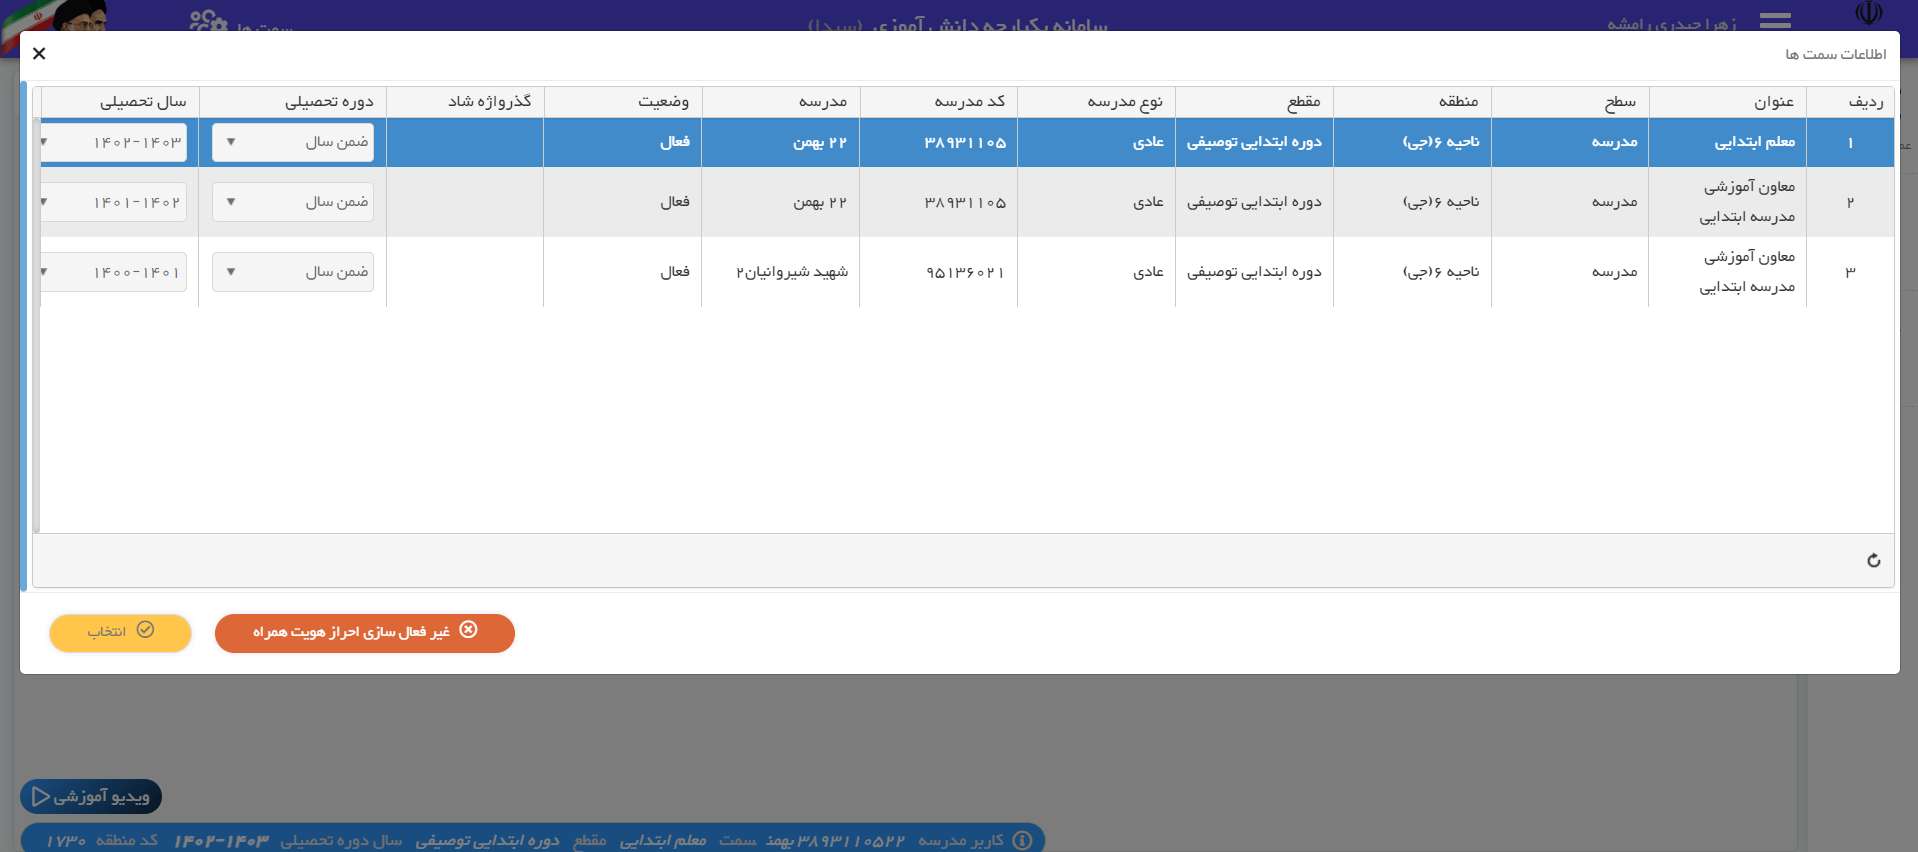 زهرا حیدری رامشه
سامانه یکپارچه دانش آموزی (سیدا)
سمت ها
اطلاعات سمت ها ×
ردیف عنوان سطح منطقه مقطع نوع مدرسه کد مدرسه مدرسه وضعیت گذرواژه شاد دوره تحصیلی سال تحصیلی
۱ معلم ابتدایی مدرسه ناحیه ۶(جی) دوره ابتدایی توصیفی عادی ۳۸۹۳۱۱۰۵ ۲۲ بهمن فعال ضمن سال ۱۴۰۲-۱۴۰۳
۲ معاون آموزشی مدرسه ابتدایی مدرسه ناحیه ۶(جی) دوره ابتدایی توصیفی عادی ۳۸۹۳۱۱۰۵ ۲۲ بهمن فعال ضمن سال ۱۴۰۱-۱۴۰۲
۳ معاون آموزشی مدرسه ابتدایی مدرسه ناحیه ۶(جی) دوره ابتدایی توصیفی عادی ۹۵۱۳۶۰۲۱ شهید شیروانیان۲ فعال ضمن سال ۱۴۰۰-۱۴۰۱
غیر فعال سازی احراز هویت همراه
انتخاب
ویدیو آموزشی
کاربر مدرسه ۳۸۹۳۱۱۰۵۲۲ بهمن سمت معلم ابتدایی مقطع دوره ابتدایی توصیفی سال دوره تحصیلی ۱۴۰۲-۱۴۰۳ کد منطقه ۱۷۳۰